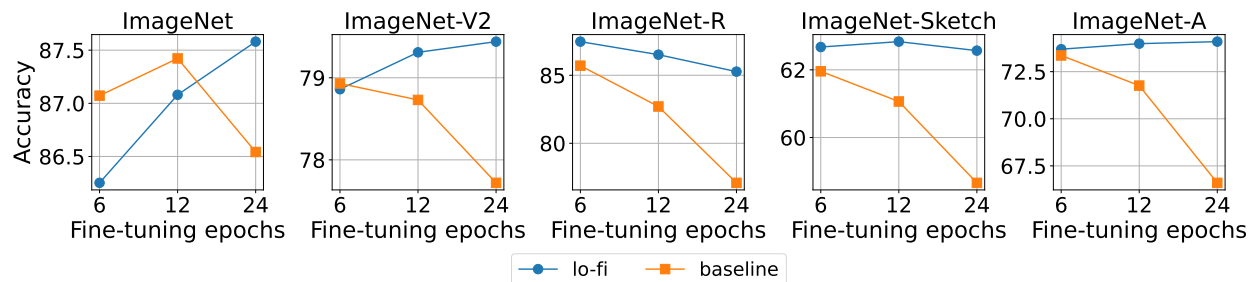 ImageNet
ImageNet-V2
ImageNet-R
ImageNet-Sketch
ImageNet-A
Accuracy
87.5
87.0
86.5
6 12 24
Fine-tuning epochs
79
78
6 12 24
Fine-tuning epochs
85
80
6 12 24
Fine-tuning epochs
62
60
6 12 24
Fine-tuning epochs
72.5
70.0
67.5
6 12 24
Fine-tuning epochs
lo-fi
baseline